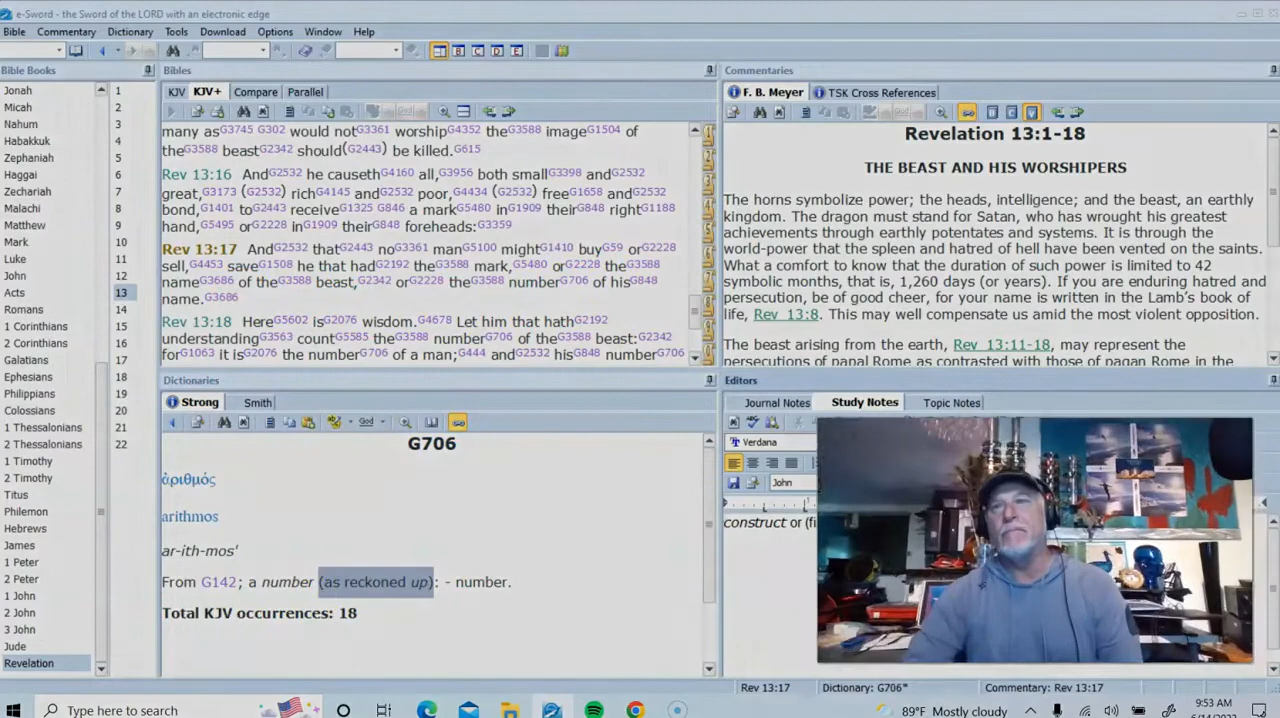 e-Sword - the Sword of the LORD with an electronic edge
Bible Commentary Dictionary Tools Download Options Window Help
Bible Books
Jonah
Micah
Nahum
Habakkuk
Zephaniah
Haggai
Zechariah
Malachi
Matthew
Mark
Luke
John
Acts
Romans
1 Corinthians
2 Corinthians
Galatians
Ephesians
Philippians
Colossians
1 Thessalonians
2 Thessalonians
1 Timothy
2 Timothy
Titus
Philemon
Hebrews
James
1 Peter
2 Peter
1 John
2 John
3 John
Jude
Revelation
1
2
3
4
5
6
7
8
9
10
11
12
13
14
15
16
17
18
19
20
21
22
Bibles
KJV KJV+ Compare Parallel
many asG3745 G302 would notG3361 worshipG4352 theG3588 imageG1504 of
theG3588 beastG2342 should(G2443) be killed.G615
Rev 13:16 AndG2532 he causethG4160 all,G3956 both smallG3398 andG2532
great,G3173 (G2532) richG4145 andG2532 poor,G4434 (G2532) freeG1658 andG2532
bond,G1401 toG2443 receiveG1325 G846 a markG5480 inG1909 theirG848 rightG1188
hand,G5495 orG2228 inG1909 theirG848 foreheads:G3359
Rev 13:17 AndG2532 thatG2443 noG3361 manG5100 mightG1410 buyG59 orG2228
sell,G4453 saveG1508 he that hadG2192 theG3588 mark,G5480 orG2228 theG3588
nameG3686 of theG3588 beast,G2342 orG2228 theG3588 numberG706 of hisG848
name.G3686
Rev 13:18 HereG5602 isG2076 wisdom.G4678 Let him that hathG2192
understandingG3563 countG5585 theG3588 numberG706 of theG3588 beast:G2342
forG1063 it isG2076 the numberG706 of a man;G444 andG2532 hisG848 numberG706
Dictionaries
Strong Smith
G706
ἀριθμός
arithmos
ar-ith-mos'
From G142; a number (as reckoned up): - number.
Total KJV occurrences: 18
Commentaries
F. B. Meyer TSK Cross References
Revelation 13:1-18
THE BEAST AND HIS WORSHIPERS
The horns symbolize power; the heads, intelligence; and the beast, an earthly
kingdom. The dragon must stand for Satan, who has wrought his greatest
achievements through earthly potentates and systems. It is through the
world-power that the spleen and hatred of hell have been vented on the saints.
What a comfort to know that the duration of such power is limited to 42
symbolic months, that is, 1,260 days (or years). If you are enduring hatred and
persecution, be of good cheer, for your name is written in the Lamb's book of
life, Rev 13:8. This may well compensate us amid the most violent opposition.
The beast arising from the earth, Rev 13:11-18, may represent the
persecutions of papal Rome as contrasted with those of pagan Rome in the
Editors
Journal Notes Study Notes Topic Notes
Verdana
John
construct or (fi
Rev 13:17 Dictionary: G706* Commentary: Rev 13:17
Type here to search
89°F Mostly cloudy
9:53 AM
6/14/2023